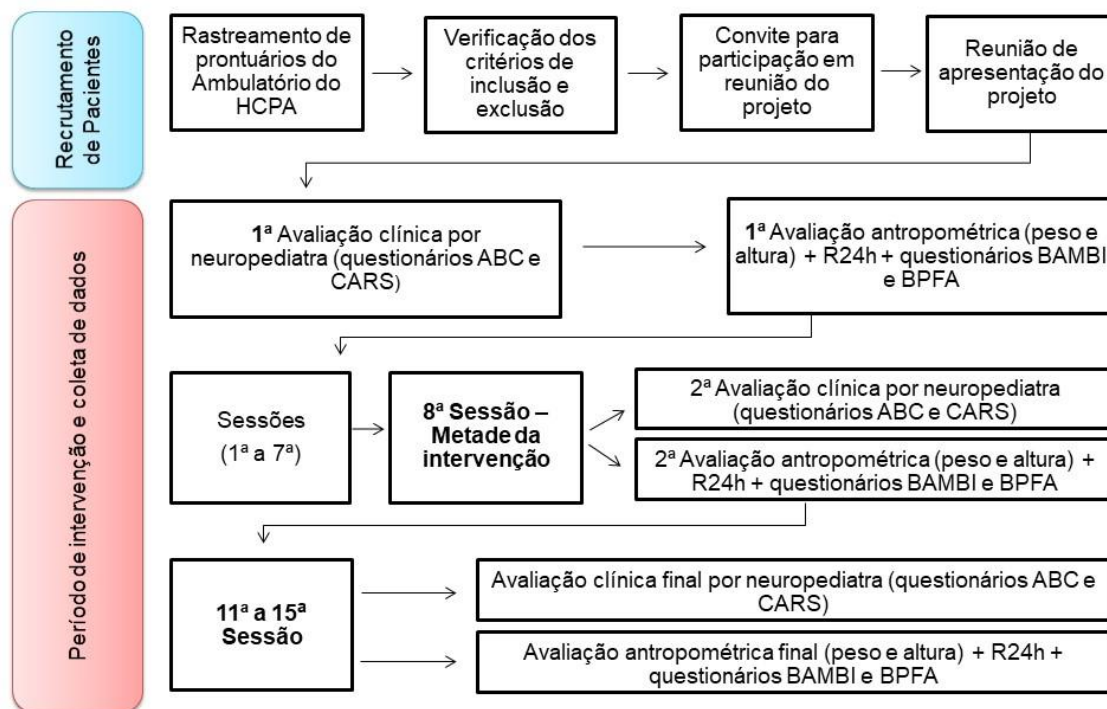 Recrutamento
de Pacientes
Rastreamento de
prontuários do
Ambulatório do
HCPA
Verificação dos
critérios de
inclusão e
exclusão
Convite para
participação em
reunião do
projeto
Reunião de
apresentação do
projeto
Período de intervenção e coleta de dados
1ª Avaliação clínica por
neuropediatra (questionários ABC e
CARS)
1ª Avaliação antropométrica (peso e
altura) + R24h + questionários BAMBI
e BPFA
Sessões
(1ª a 7ª)
8ª Sessão –
Metade da
intervenção
2ª Avaliação clínica por neuropediatra
(questionários ABC e CARS)
2ª Avaliação antropométrica (peso e altura) +
R24h + questionários BAMBI e BPFA
11ª a 15ª
Sessão
Avaliação clínica final por neuropediatra (questionários ABC e
CARS)
Avaliação antropométrica final (peso e altura) + R24h +
questionários BAMBI e BPFA